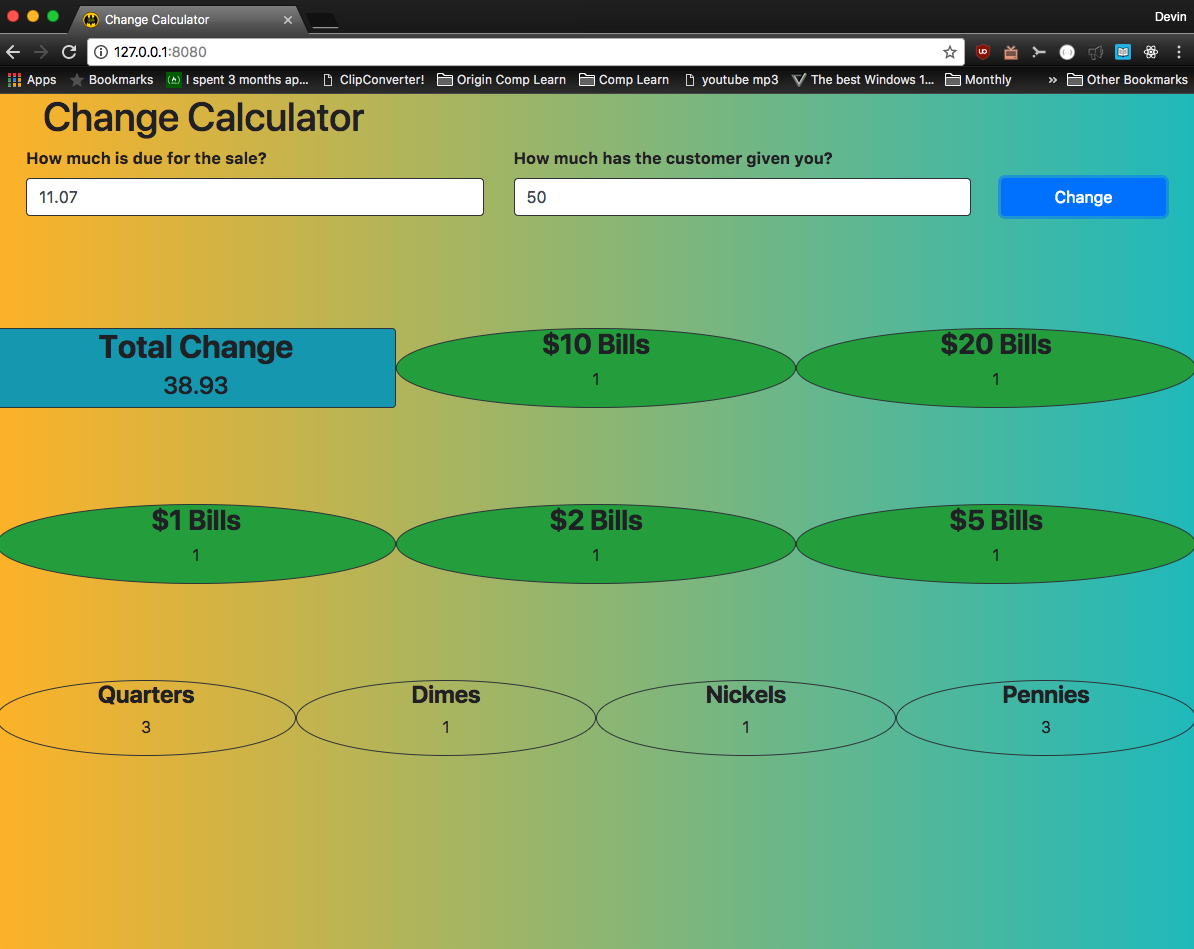 Change Calculator
Devin
127.0.0.1:8080
Apps Bookmarks I spent 3 months ap... ClipConverter! Origin Comp Learn Comp Learn youtube mp3 The best Windows 1... Monthly » Other Bookmarks
Change Calculator
How much is due for the sale? How much has the customer given you?
11.07 50 Change
Total Change $10 Bills $20 Bills
38.93 1 1
$1 Bills $2 Bills $5 Bills
1 1 1
Quarters Dimes Nickels Pennies
3 1 1 3